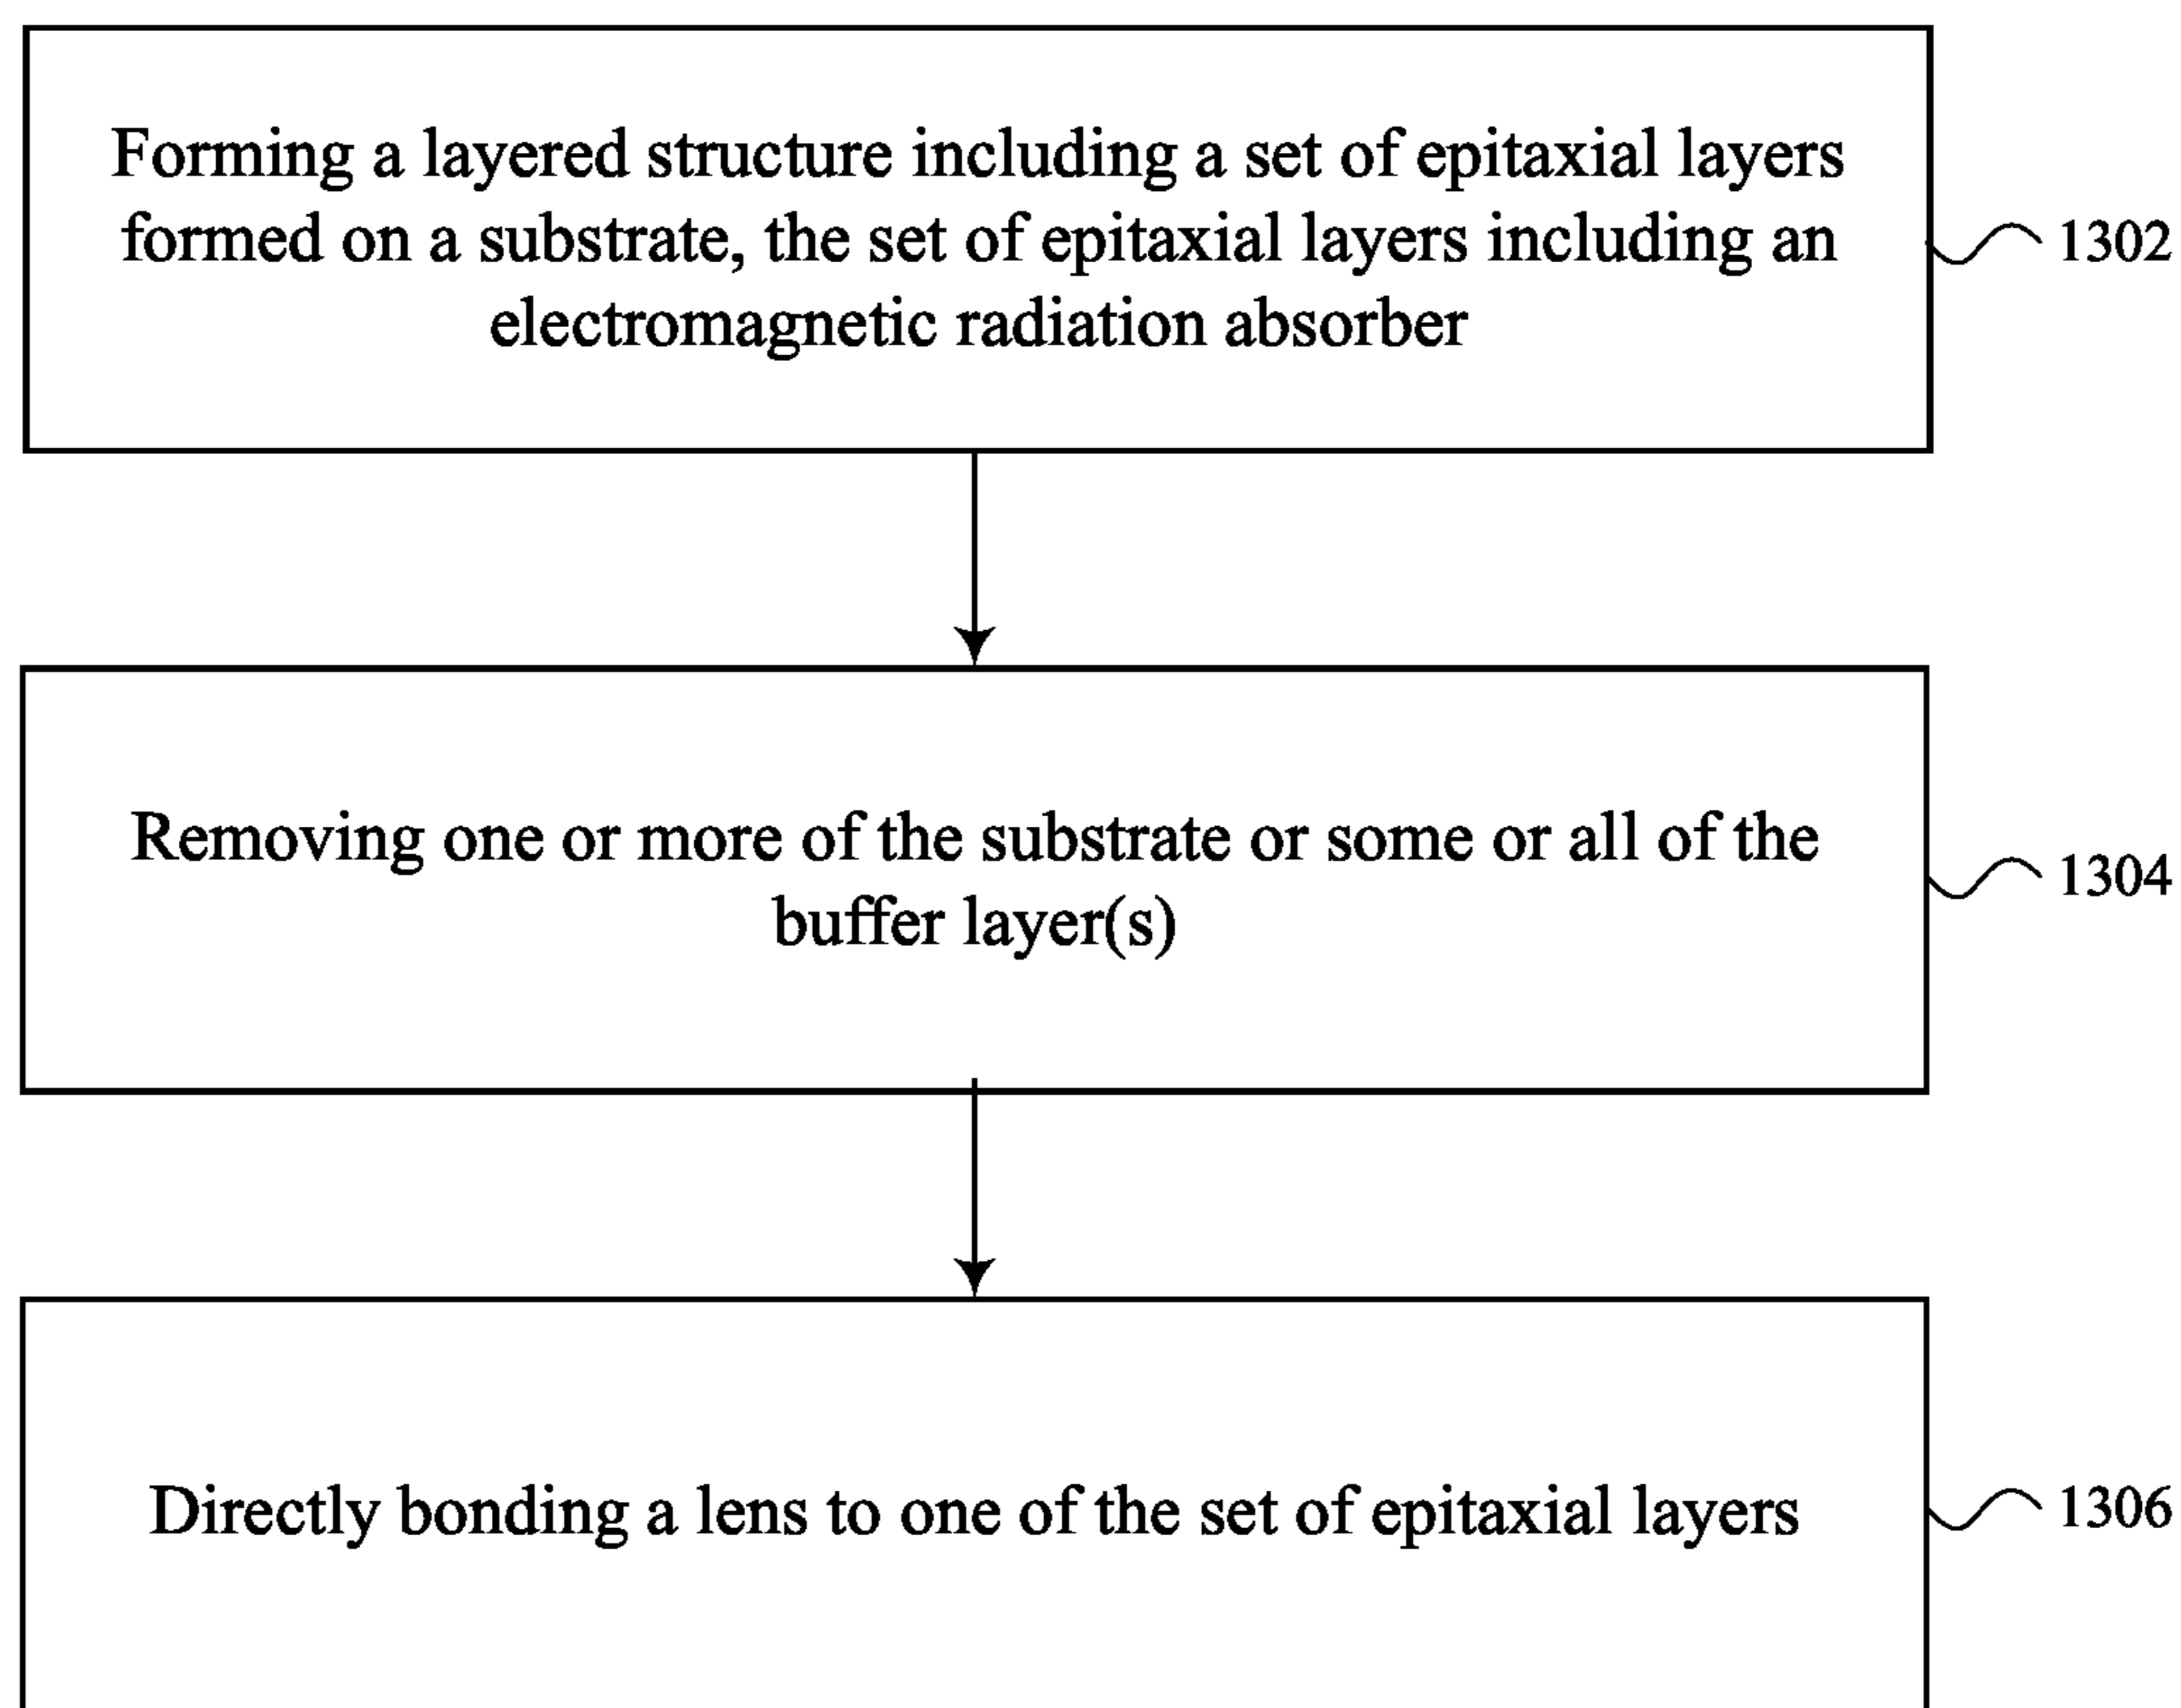 Forming a layered structure including a set of epitaxial layers
formed on a substrate, the set of epitaxial layers including an
electromagnetic radiation absorber
1302
Removing one or more of the substrate or some or all of the
buffer layer(s)
1304
Directly bonding a lens to one of the set of epitaxial layers
1306